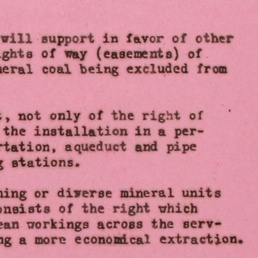 will support in favor of other
ights of way (easements) of
neral coal being excluded from
, not only of the right of
the installation in a per-
rtation, aqueduct and pipe
g stations.
ning or diverse mineral units
onsists of the right which
ean workings across the serv-
ng a more economical extraction.